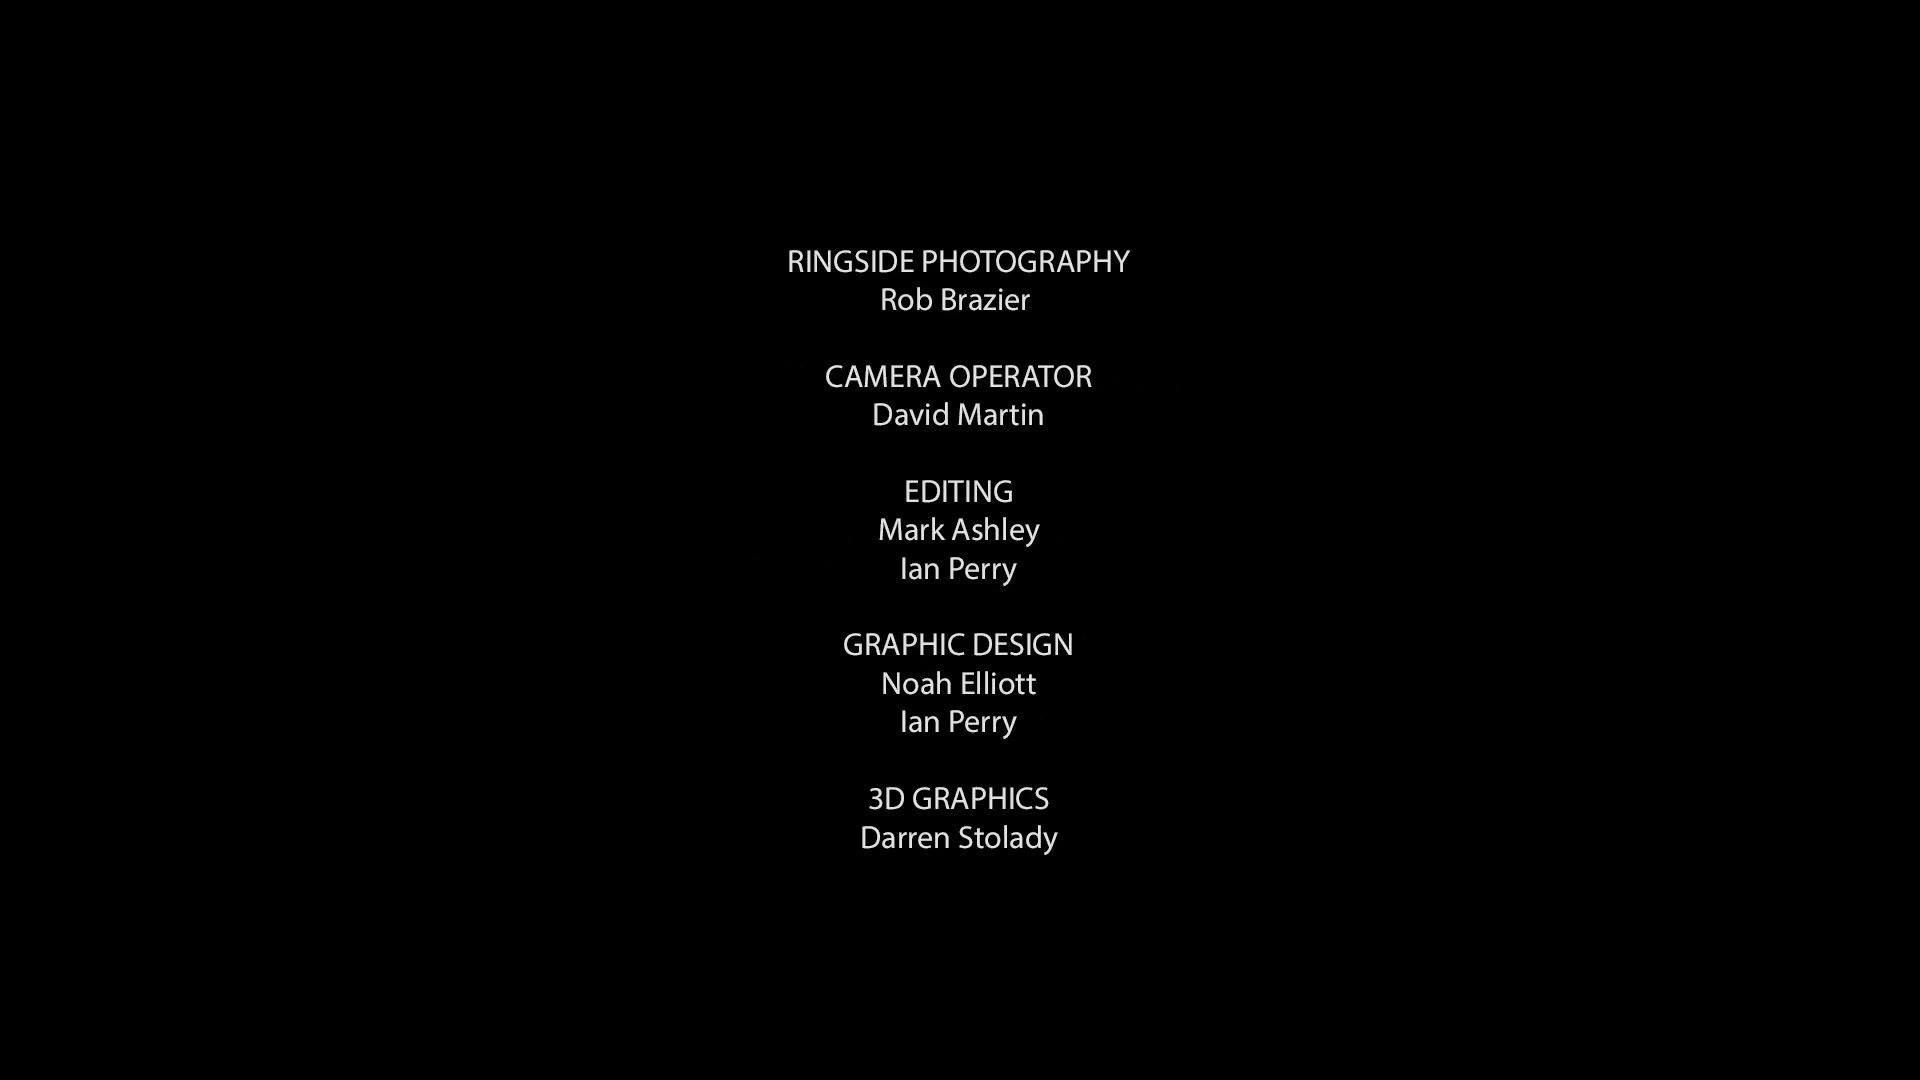 RINGSIDE PHOTOGRAPHY
Rob Brazier
CAMERA OPERATOR
David Martin
EDITING
Mark Ashley
Ian Perry
GRAPHIC DESIGN
Noah Elliott
Ian Perry
3D GRAPHICS
Darren Stolady